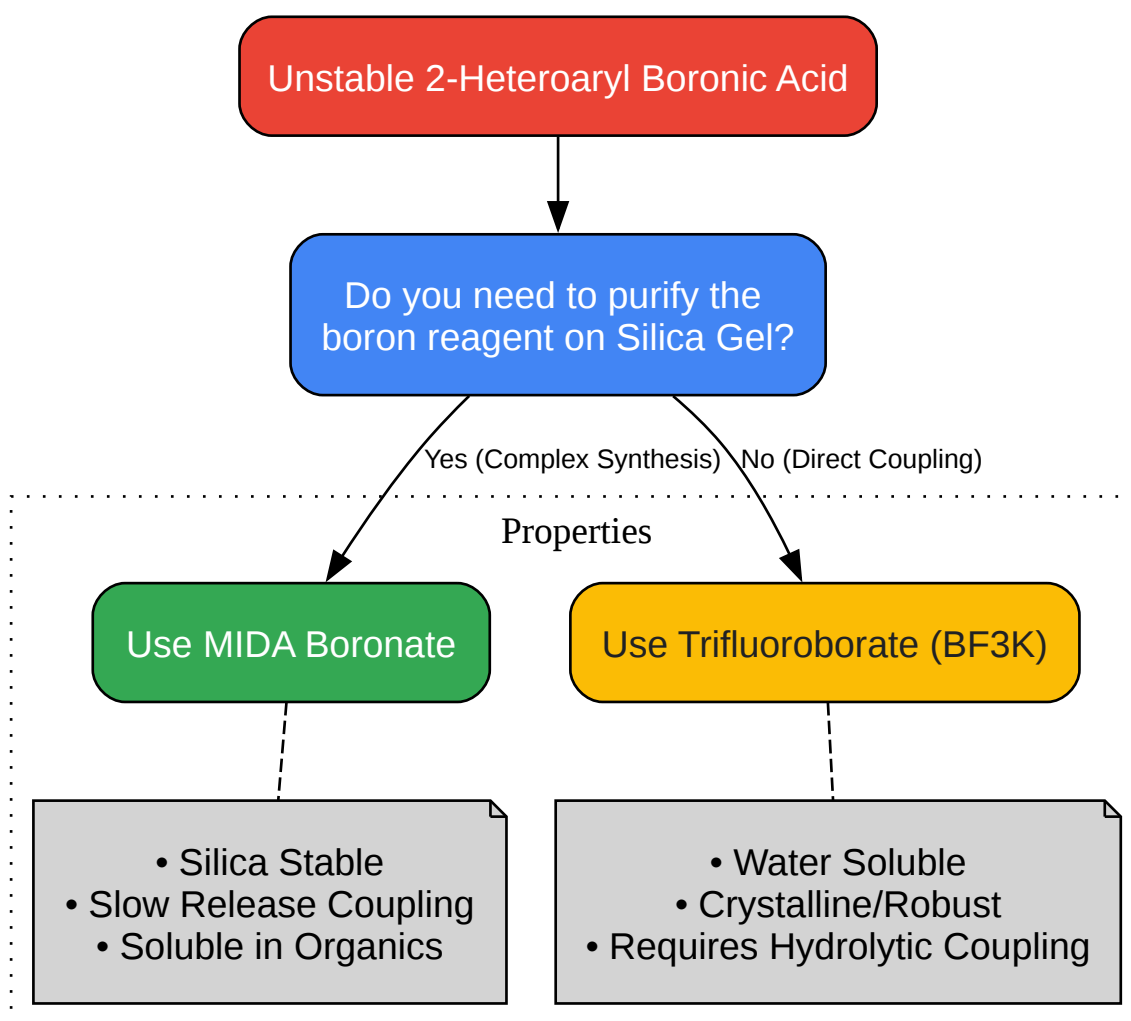 Unstable 2-Heteroaryl Boronic Acid
Do you need to purify the
boron reagent on Silica Gel?
Yes (Complex Synthesis)
No (Direct Coupling)
Properties
Use MIDA Boronate
Use Trifluoroborate (BF3K)
• Silica Stable
• Slow Release Coupling
• Soluble in Organics
• Water Soluble
• Crystalline/Robust
• Requires Hydrolytic Coupling